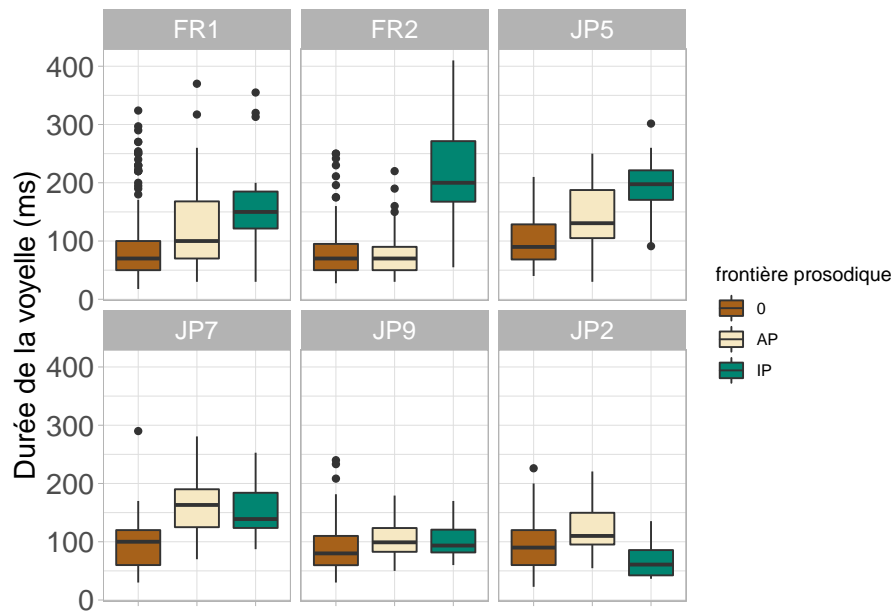 FR1 FR2 JP5
400
300
200
100
0
JP7 JP9 JP2
400
300
200
100
0
Durée de la voyelle (ms)
frontière prosodique
0
AP
IP